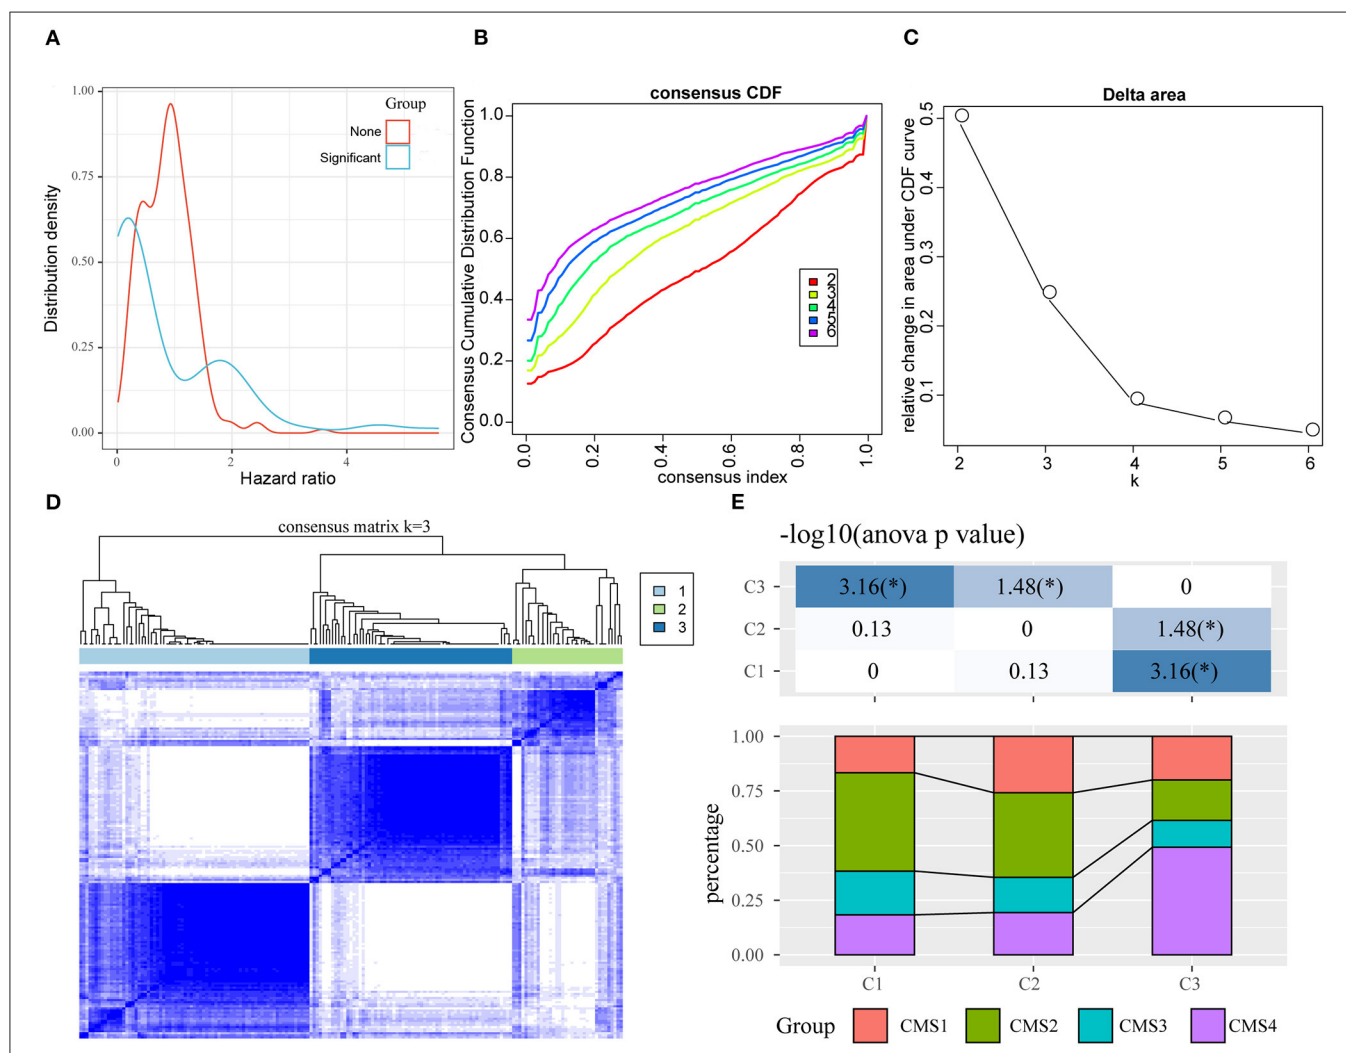 A
B
C
consensus CDF
Delta area
Group
None
Significant
1.00
0.75
0.50
0.25
0.00
Distribution density
0
2
4
Hazard ratio
Consensus Cumulative Distribution Function
1.0
0.8
0.6
0.4
0.2
0.0
2
3
4
5
6
0.0
0.2
0.4
0.6
0.8
1.0
consensus index
relative change in area under CDF curve
0.5
0.4
0.3
0.2
0.1
2
3
4
5
6
k
D
consensus matrix k=3
1
2
3
E
-log10(anova p value)
C3
3.16(*)
1.48(*)
0
C2
0.13
0
1.48(*)
C1
0
0.13
3.16(*)
percentage
1.00
0.75
0.50
0.25
0.00
C1
C2
C3
Group
CMS1
CMS2
CMS3
CMS4